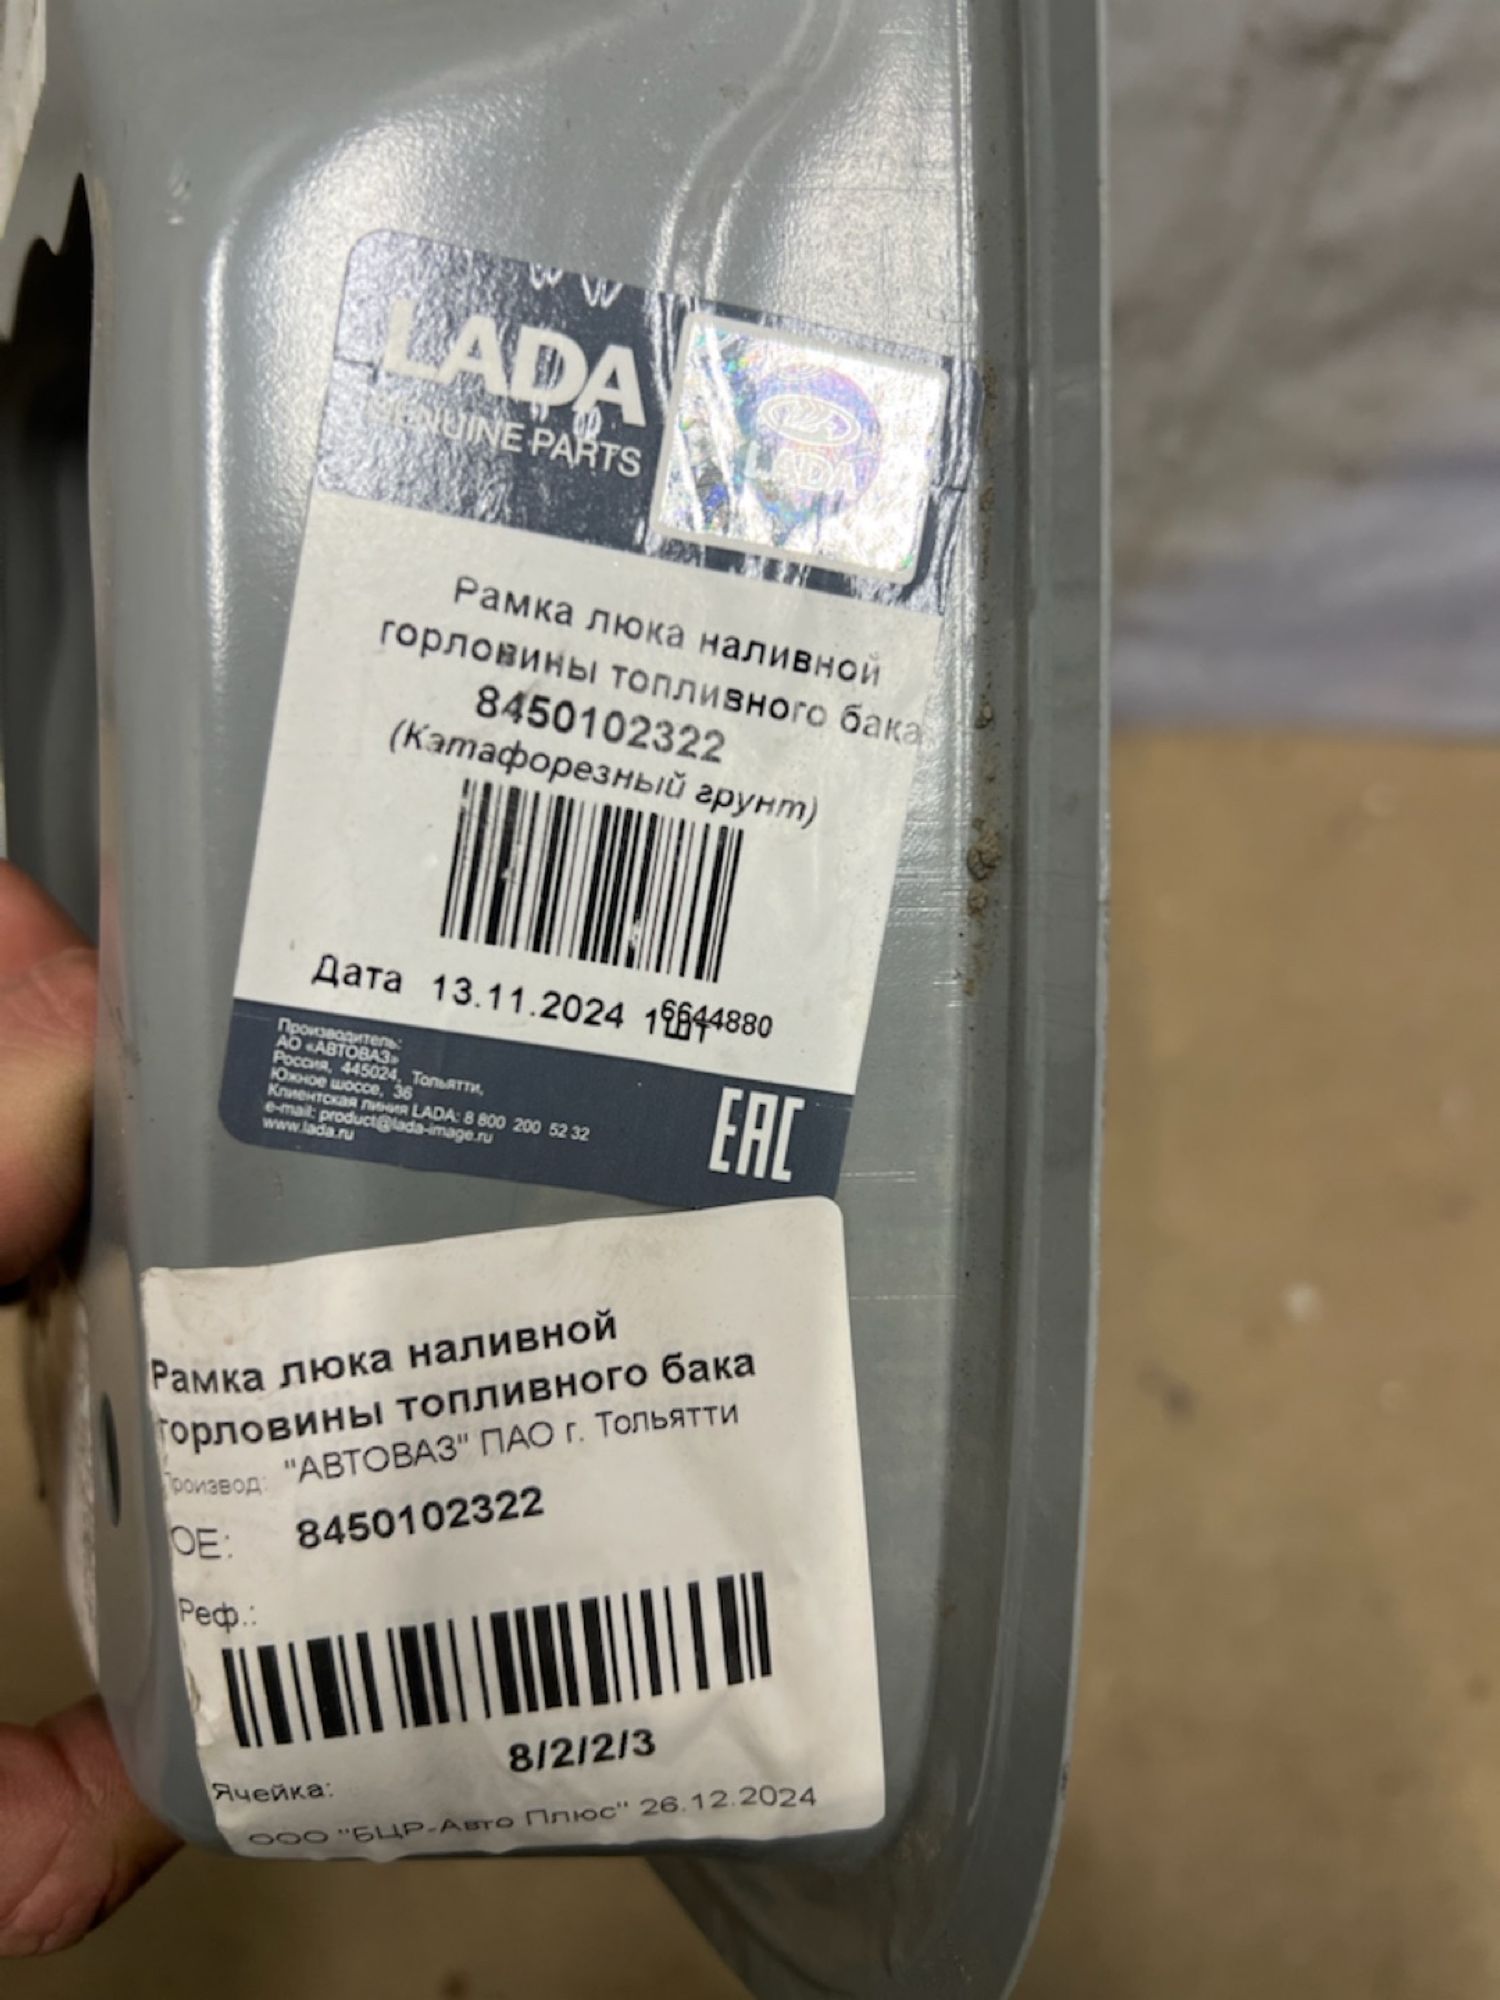 LADA
GENUINE PARTS
LADA
Рамка люка наливной
горловины топливного бака
8450102322
(Катафорезный грунт)
Дата 13.11.2024 1шт
6644880
Производитель:
АО «АВТОВАЗ»
Россия, 445024, Тольятти,
Южное шоссе, 36
Клиентская линия LADA: 8 800 200 52 32
e-mail: product@lada-image.ru
www.lada.ru
EAC
Рамка люка наливной
горловины топливного бака
Производ: "АВТОВАЗ" ПАО г. Тольятти
OE: 8450102322
Реф.:
8/2/2/3
Ячейка:
ООО "БЦР-Авто Плюс" 26.12.2024